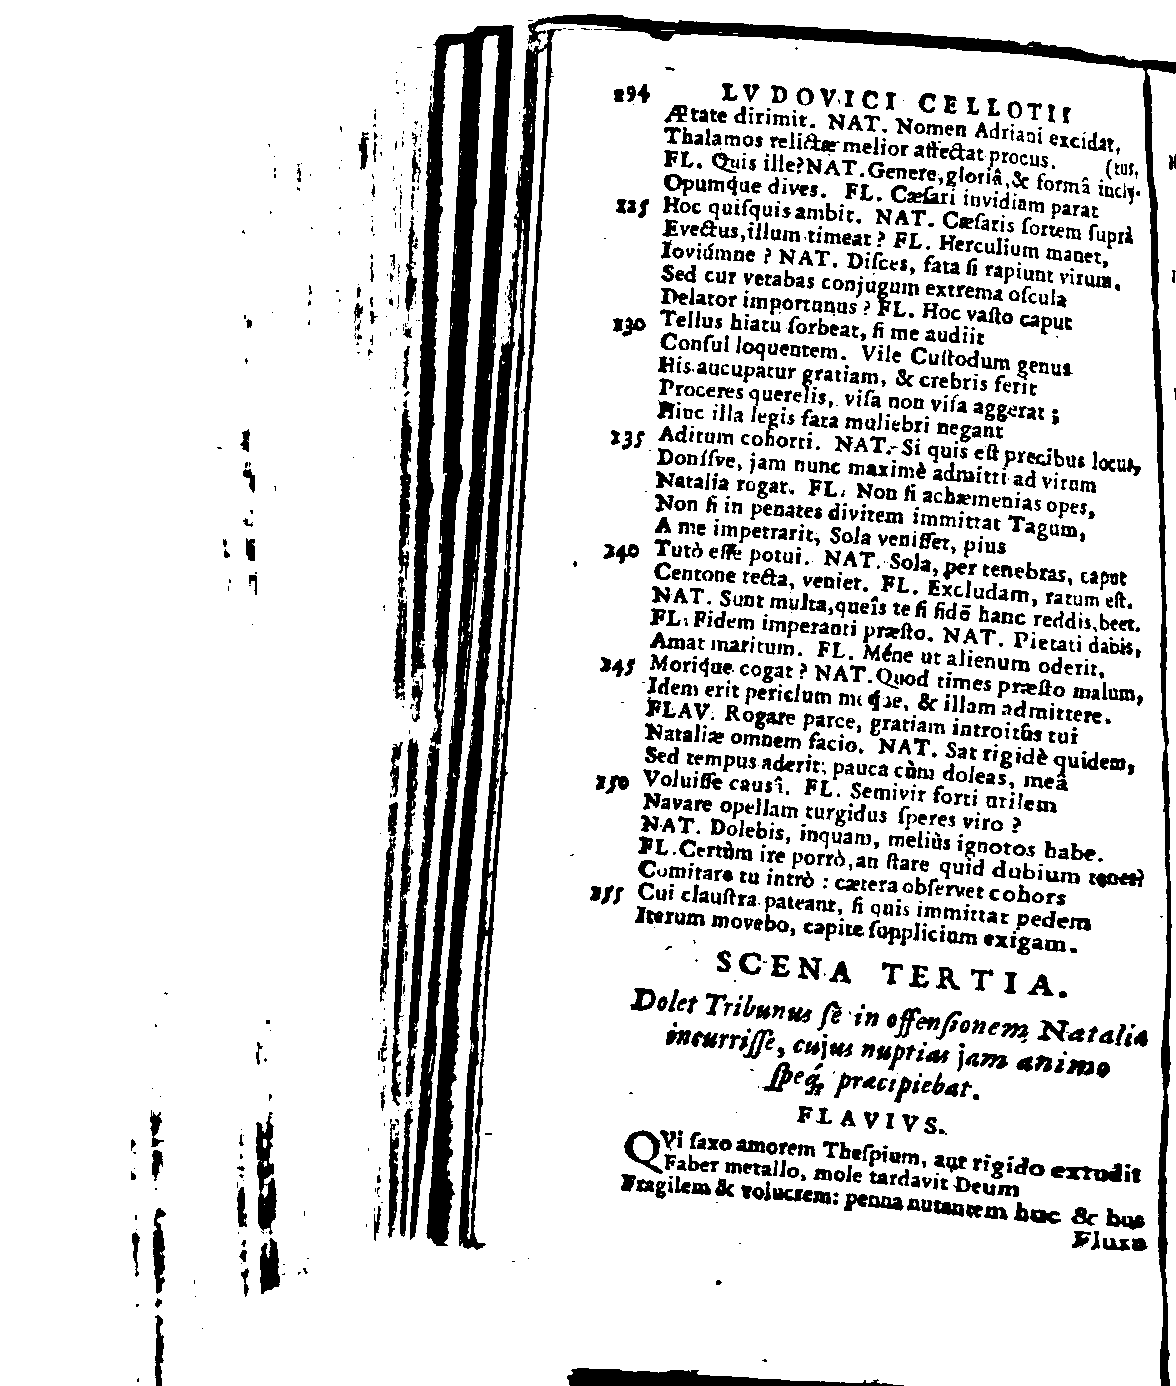 294 LVDOVICI CELLOTII
Ætate dirimit. NAT. Nomen Adriani excidat,
Thalamos relictæ melior affectat procus. (tus,
FL. Quis ille? NAT. Genere, gloriâ, & formâ incly-
Opumq́ue dives. FL. Cæſari invidiam parat
225 Hoc quiſquis ambit. NAT. Cæſaris ſortem ſuprà
Evectus, illum timeat? FL. Herculium manet,
Ioviúmne? NAT. Diſces, fata ſi rapiunt virum.
Sed cur vetabas conjugum extrema oſcula
Delator importunus? FL. Hoc vaſto caput
230 Tellus hiatu ſorbeat, ſi me audiit
Conſul loquentem. Vile Cuſtodum genus
His aucupatur gratiam, & crebris ferit
Proceres querelis, viſa non viſa aggerat;
Hinc illa legis fata muliebri negant
235 Aditum cohorti. NAT. Si quis eſt precibus locus,
Doníſve, jam nunc maximè admitti ad virum
Natalia rogat. FL. Non ſi achæmenias opes,
Non ſi in penates divitem immittat Tagum,
A me impetrarit, Sola veniſſet, pius
240 Tutò eſſe potui. NAT. Sola, per tenebras, caput
Centone tecta, veniet. FL. Excludam, ratum eſt.
NAT. Sunt multa, queîs te ſi fidē hanc reddis, beet.
FL. Fidem imperanti præſto. NAT. Pietati dabis,
Amat maritum. FL. Méne ut alienum oderit,
245 Moriq́ue cogat? NAT. Quod times præſto malum,
Idem erit periclum méq́ue, & illam admittere.
FLAV. Rogare parce, gratiam introitûs tui
Nataliæ omnem facio. NAT. Sat rigidè quidem,
Sed tempus aderit; pauca cùm doleas, meâ
250 Voluiſſe causâ. FL. Semivir forti utilem
Navare opellam turgidus ſperes viro?
NAT. Dolebis, inquam, meliùs ignotos habe.
FL. Certùm ire porrò, an ſtare quid dubium tenes?
Comitare tu intrò: cætera obſervet cohors
255 Cui clauſtra pateant, ſi quis immittat pedem
Iterum movebo, capite ſupplicium exigam.
SCENA TERTIA.
Dolet Tribunus ſe in offenſionem Nataliæ
incurriſſe, cujus nuptias jam animo
ſpeq́; præcipiebat.
FLAVIVS.
QVi ſaxo amorem Theſpium, aut rigido extudit
Faber metallo, mole tardavit Deum
Fragilem & volucrem: penna nutantem huc & huc
Fluxa